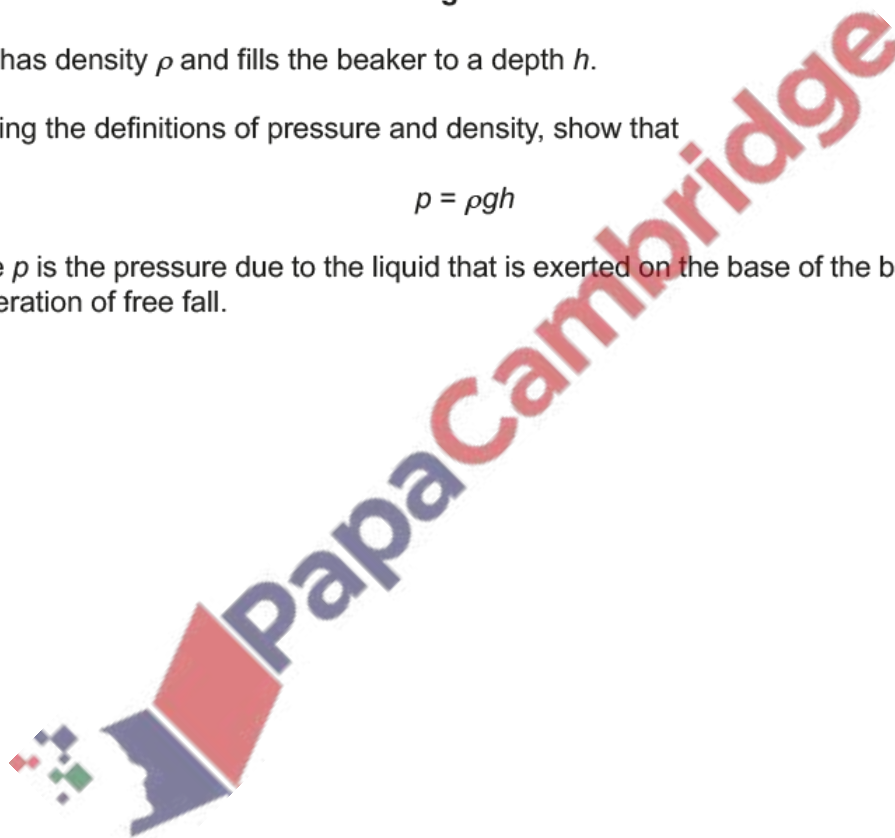 has density ρ and fills the beaker to a depth h.
ing the definitions of pressure and density, show that
p = ρgh
e p is the pressure due to the liquid that is exerted on the base of the b
eration of free fall.
PapaCambridge